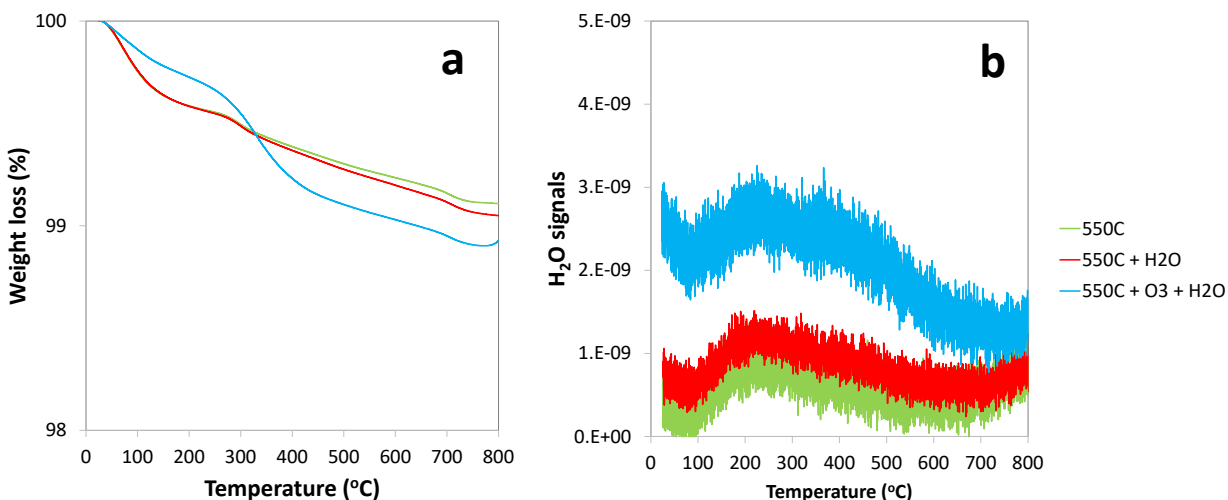 a
100
99
98
Weight loss (%)
0 100 200 300 400 500 600 700 800
Temperature (°C)
b
5.E-09
4.E-09
3.E-09
2.E-09
1.E-09
0.E+00
H₂O signals
0 100 200 300 400 500 600 700 800
Temperature (°C)
550C
550C + H2O
550C + O3 + H2O